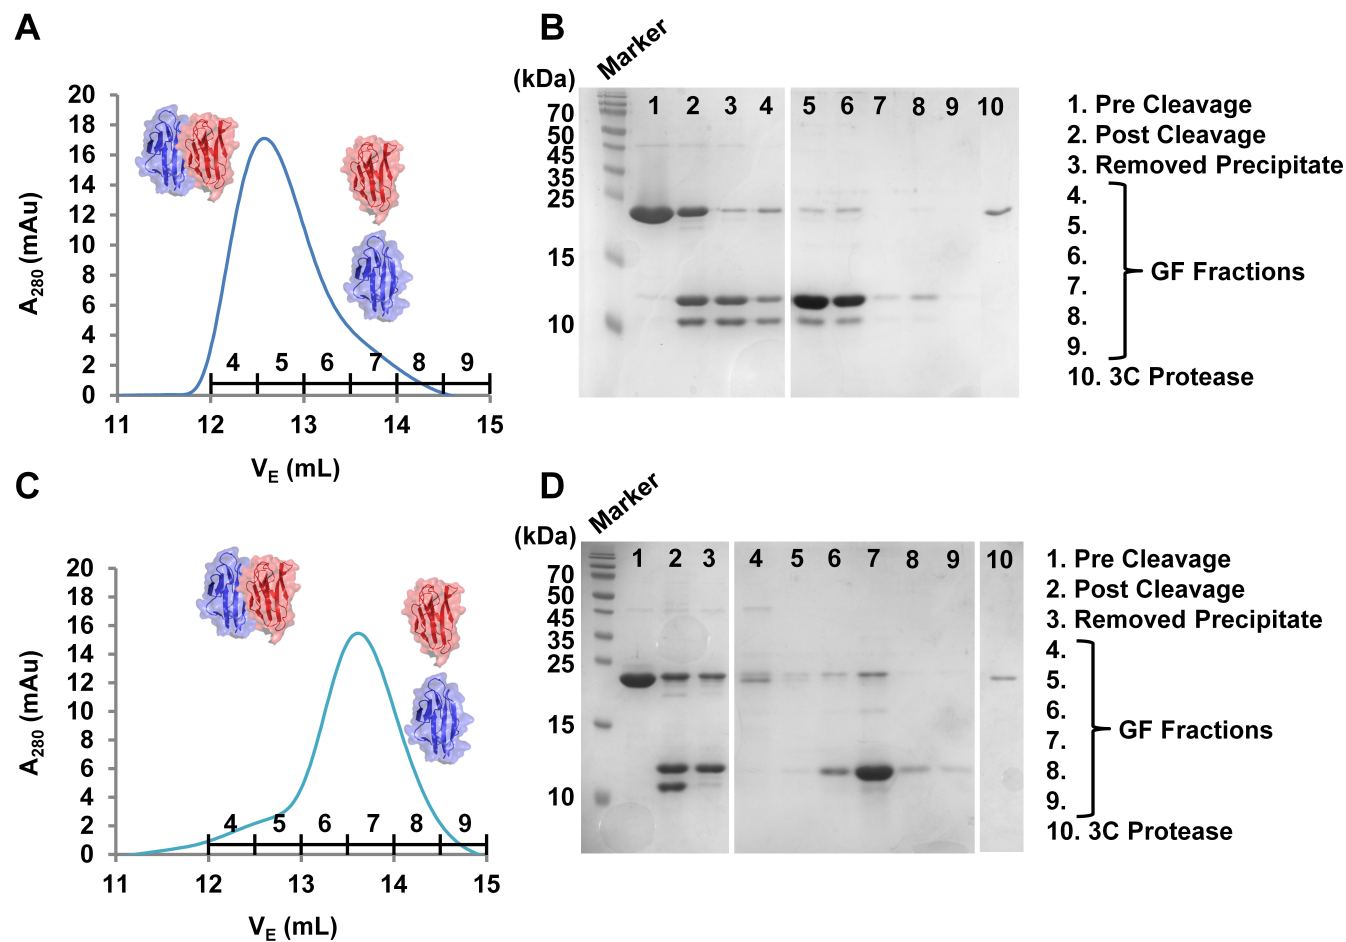 A
20
18
16
14
12
10
8
6
4
2
0
A280 (mAu)
4 5 6 7 8 9
11 12 13 14 15
VE (mL)
B
Marker
(kDa)
1 2 3 4 5 6 7 8 9 10
70
50
45
35
25
15
10
1. Pre Cleavage
2. Post Cleavage
3. Removed Precipitate
4.
5.
6.
7.
8.
9.
GF Fractions
10. 3C Protease
C
20
18
16
14
12
10
8
6
4
2
0
A280 (mAu)
4 5 6 7 8 9
11 12 13 14 15
VE (mL)
D
Marker
(kDa)
1 2 3 4 5 6 7 8 9 10
70
50
45
35
25
15
10
1. Pre Cleavage
2. Post Cleavage
3. Removed Precipitate
4.
5.
6.
7.
8.
9.
GF Fractions
10. 3C Protease